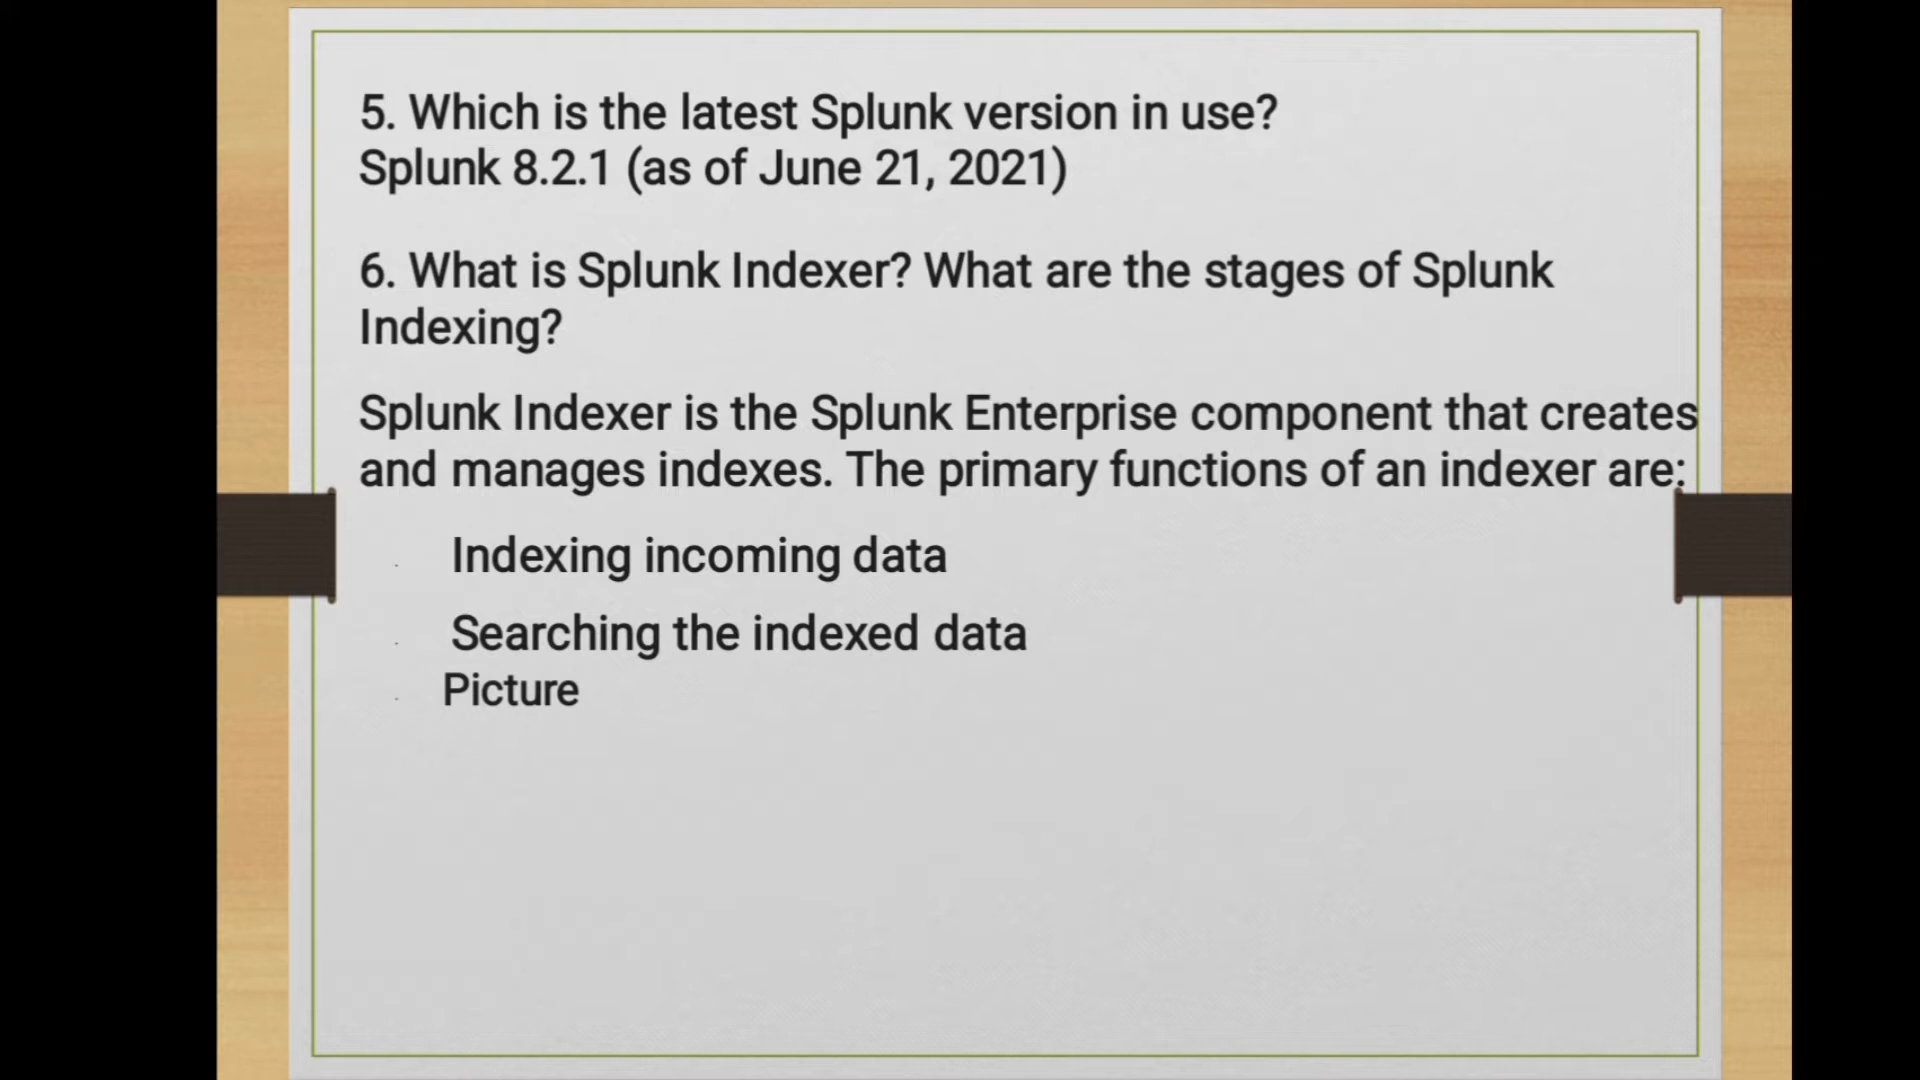 5. Which is the latest Splunk version in use?
Splunk 8.2.1 (as of June 21, 2021)
6. What is Splunk Indexer? What are the stages of Splunk
Indexing?
Splunk Indexer is the Splunk Enterprise component that creates
and manages indexes. The primary functions of an indexer are:
Indexing incoming data
Searching the indexed data
Picture